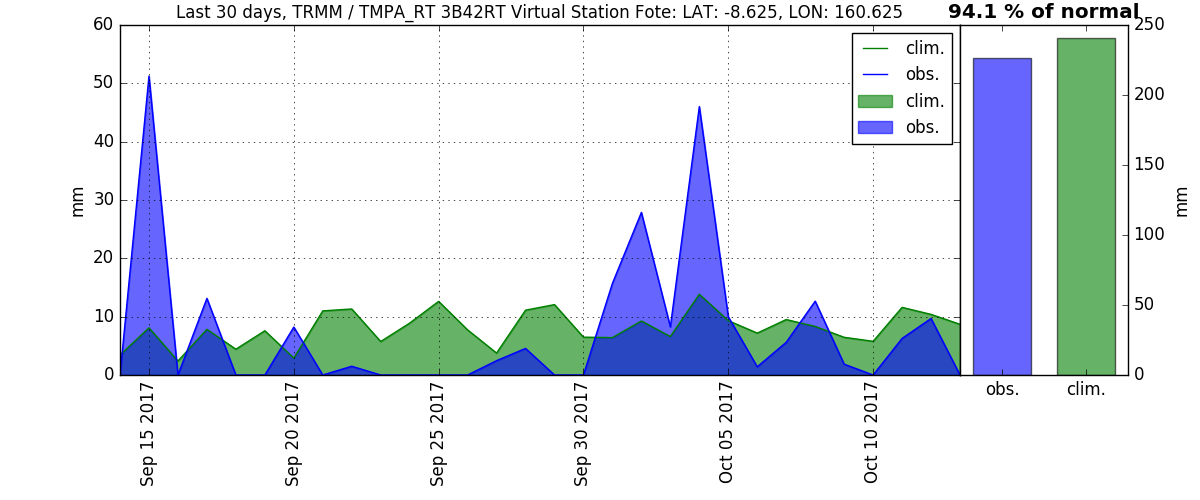 Last 30 days, TRMM / TMPA_RT 3B42RT Virtual Station Fote: LAT: -8.625, LON: 160.625
94.1 % of normal
60
50
40
30
20
10
0
mm
clim.
obs.
clim.
obs.
250
200
150
100
50
0
mm
Sep 15 2017
Sep 20 2017
Sep 25 2017
Sep 30 2017
Oct 05 2017
Oct 10 2017
obs.
clim.